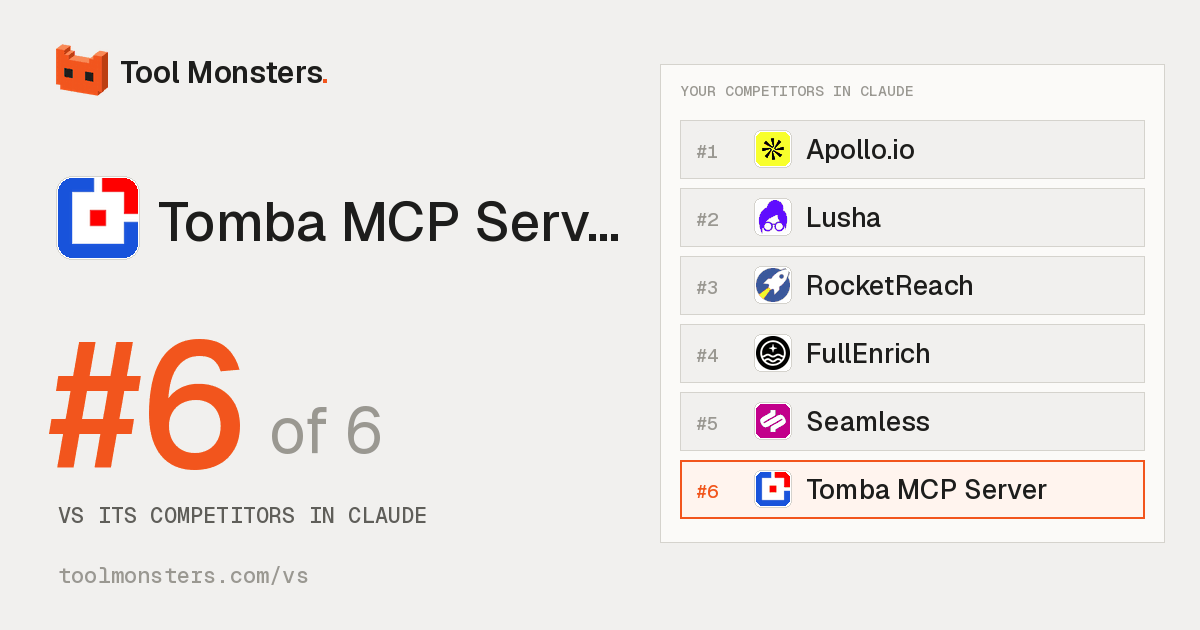 Tool Monsters.
Tomba MCP Serv...
#6 of 6
VS ITS COMPETITORS IN CLAUDE
toolmonsters.com/vs
YOUR COMPETITORS IN CLAUDE
#1 Apollo.io
#2 Lusha
#3 RocketReach
#4 FullEnrich
#5 Seamless
#6 Tomba MCP Server